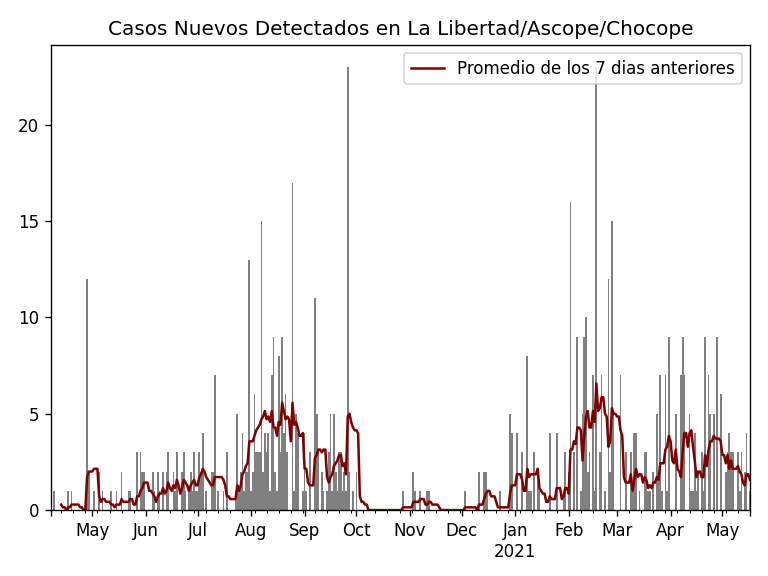 Casos Nuevos Detectados en La Libertad/Ascope/Chocope
Promedio de los 7 dias anteriores
20
15
10
5
0
May Jun Jul Aug Sep Oct Nov Dec Jan Feb Mar Apr May
2021